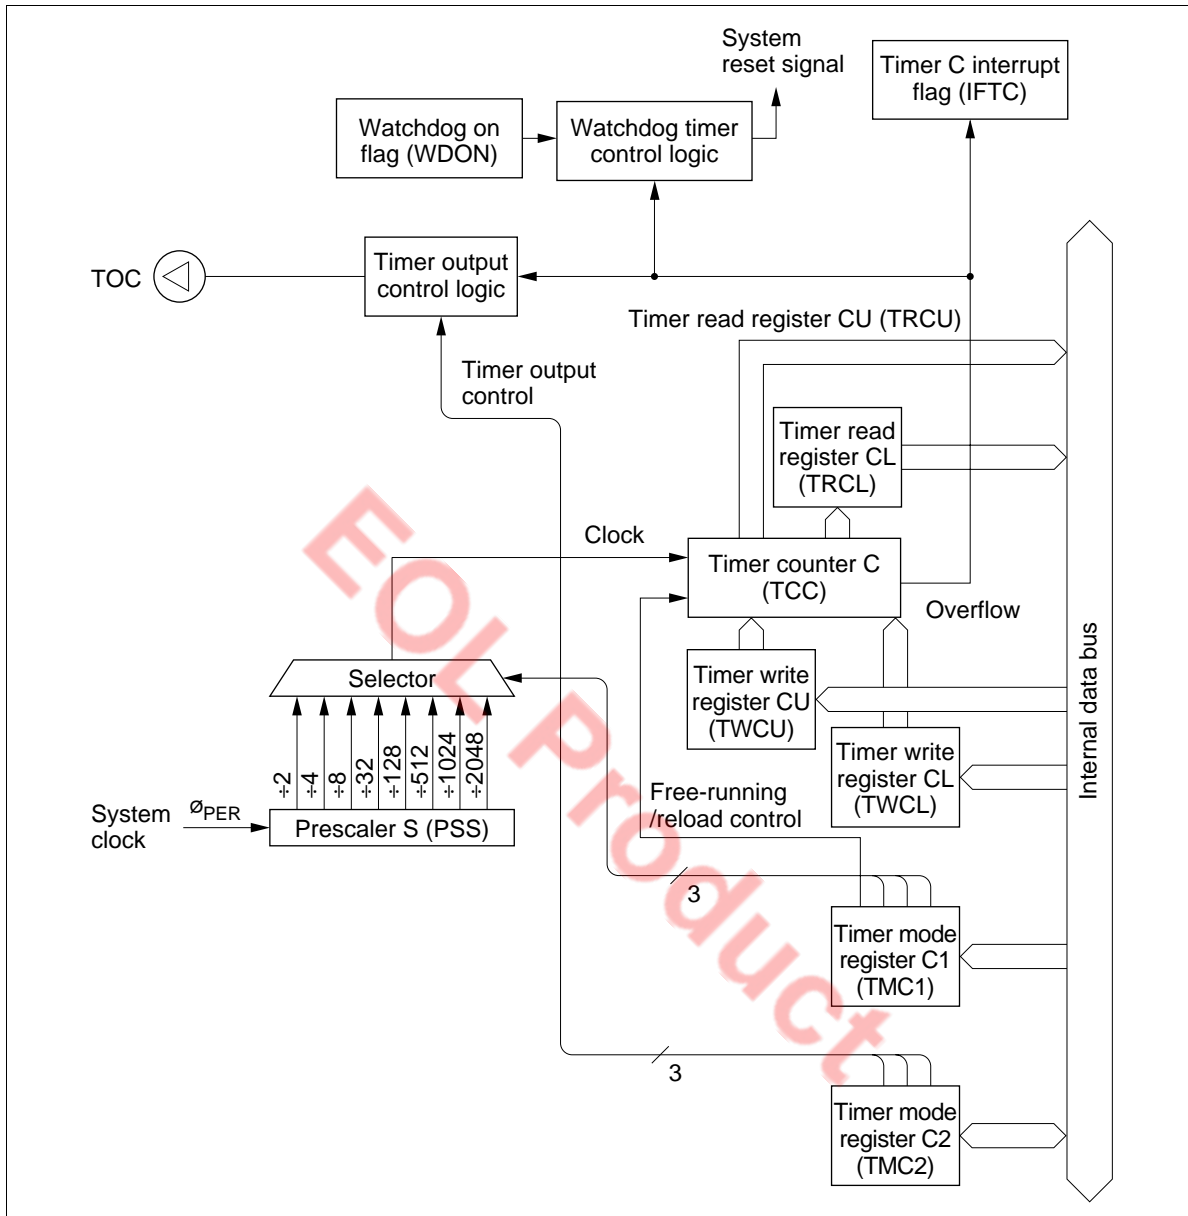 System
reset signal
Timer C interrupt
flag (IFTC)
Watchdog on
flag (WDON)
Watchdog timer
control logic
TOC
Timer output
control logic
Timer read register CU (TRCU)
Timer output
control
Timer read
register CL
(TRCL)
Clock
Timer counter C
(TCC)
Overflow
Internal data bus
Selector
Timer write
register CU
(TWCU)
Timer write
register CL
(TWCL)
÷2
÷4
÷8
÷32
÷128
÷512
÷1024
÷2048
System
clock
øPER
Prescaler S (PSS)
Free-running
/reload control
3
Timer mode
register C1
(TMC1)
3
Timer mode
register C2
(TMC2)
EOL Product